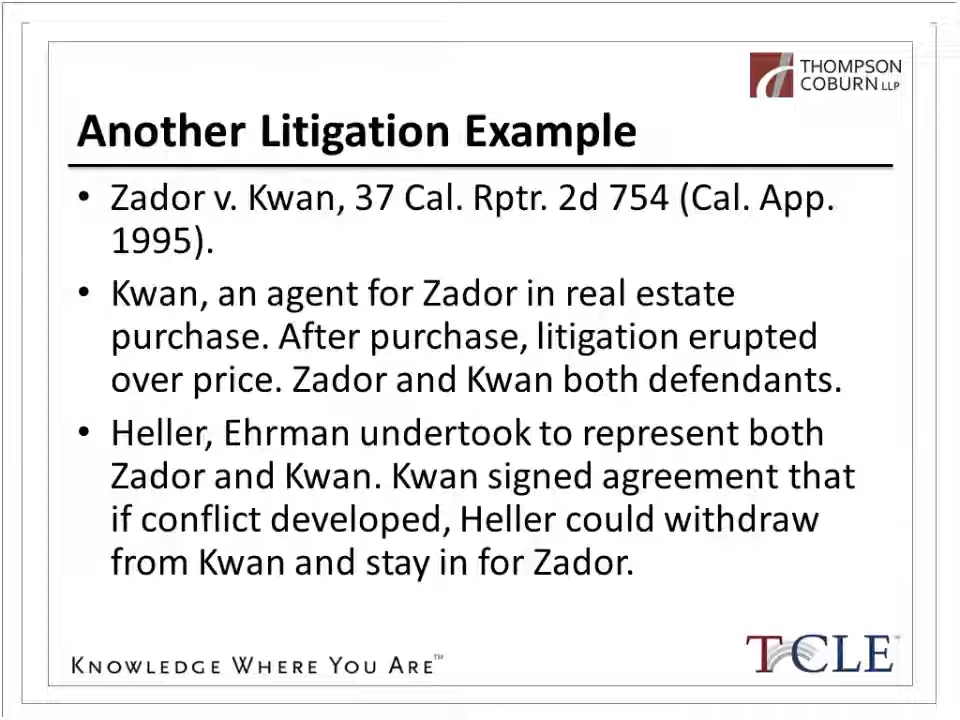 THOMPSON
COBURN LLP
Another Litigation Example
• Zador v. Kwan, 37 Cal. Rptr. 2d 754 (Cal. App.
1995).
• Kwan, an agent for Zador in real estate
purchase. After purchase, litigation erupted
over price. Zador and Kwan both defendants.
• Heller, Ehrman undertook to represent both
Zador and Kwan. Kwan signed agreement that
if conflict developed, Heller could withdraw
from Kwan and stay in for Zador.
KNOWLEDGE WHERE YOU ARE™
TCLE™